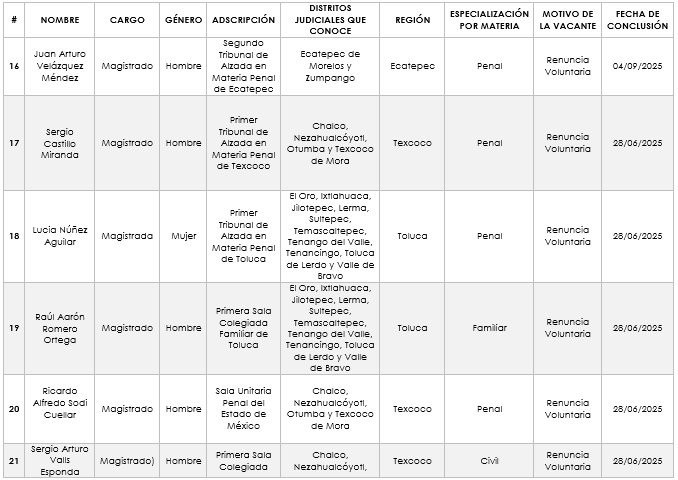 # NOMBRE CARGO GÉNERO ADSCRIPCIÓN DISTRITOS JUDICIALES QUE CONOCE REGIÓN ESPECIALIZACIÓN POR MATERIA MOTIVO DE LA VACANTE FECHA DE CONCLUSIÓN
16 Juan Arturo Velázquez Méndez Magistrado Hombre Segundo Tribunal de Alzada en Materia Penal de Ecatepec Ecatepec de Morelos y Zumpango Ecatepec Penal Renuncia Voluntaria 04/09/2025
17 Sergio Castillo Miranda Magistrado Hombre Primer Tribunal de Alzada en Materia Penal de Texcoco Chalco, Nezahualcóyotl, Otumba y Texcoco de Mora Texcoco Penal Renuncia Voluntaria 28/06/2025
18 Lucía Núñez Aguilar Magistrada Mujer Primer Tribunal de Alzada en Materia Penal de Toluca El Oro, Ixtlahuaca, Jilotepec, Lerma, Sultepec, Temascaltepec, Tenango del Valle, Tenancingo, Toluca de Lerdo y Valle de Bravo Toluca Penal Renuncia Voluntaria 28/06/2025
19 Raúl Aarón Romero Ortega Magistrado Hombre Primera Sala Colegiada Familiar de Toluca El Oro, Ixtlahuaca, Jilotepec, Lerma, Sultepec, Temascaltepec, Tenango del Valle, Tenancingo, Toluca de Lerdo y Valle de Bravo Toluca Familiar Renuncia Voluntaria 28/06/2025
20 Ricardo Alfredo Sodi Cuellar Magistrado Hombre Sala Unitaria Penal del Estado de México Chalco, Nezahualcóyotl, Otumba y Texcoco de Mora Texcoco Penal Renuncia Voluntaria 28/06/2025
21 Sergio Arturo Valls Esponda Magistrado) Hombre Primera Sala Colegiada Chalco, Nezahualcóyotl, Texcoco Civil Renuncia Voluntaria 28/06/2025